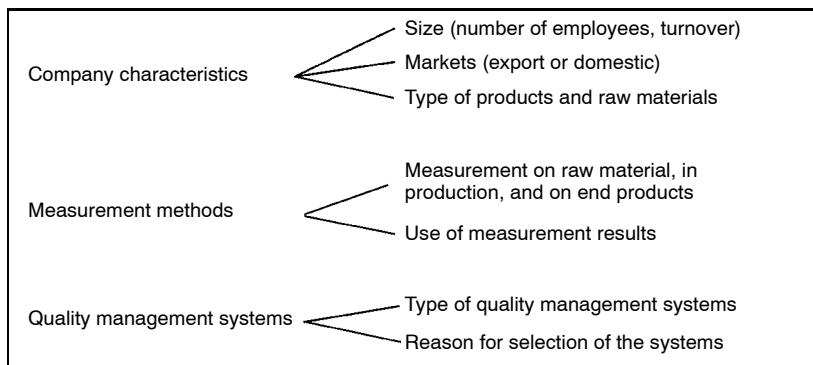 Company characteristics
Size (number of employees, turnover)
Markets (export or domestic)
Type of products and raw materials
Measurement methods
Measurement on raw material, in
production, and on end products
Use of measurement results
Quality management systems
Type of quality management systems
Reason for selection of the systems